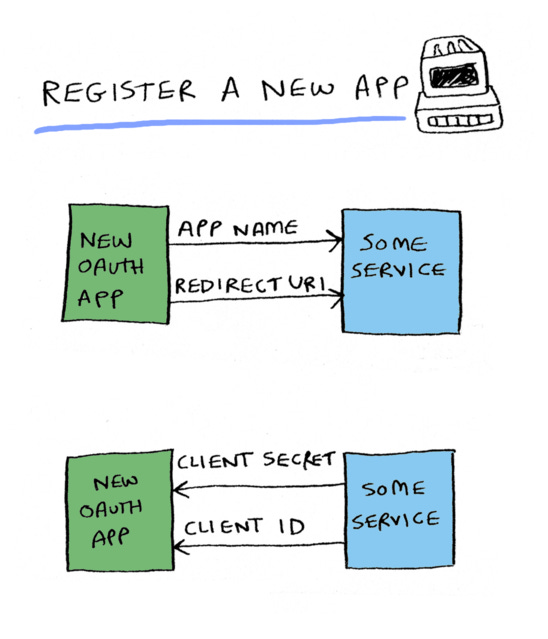 REGISTER A NEW APP
NEW
OAUTH
APP
APP NAME
REDIRECT URI
SOME
SERVICE
NEW
OAUTH
APP
CLIENT SECRET
CLIENT ID
SOME
SERVICE